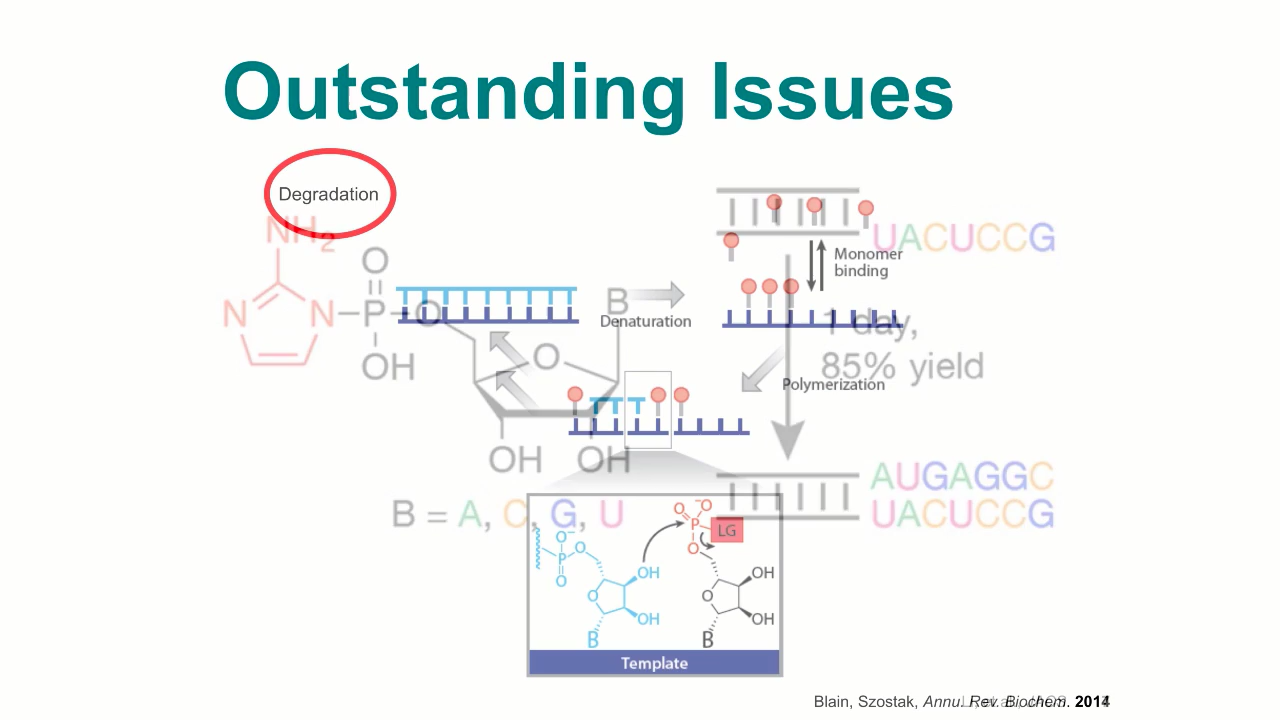 Outstanding Issues
Degradation
NH2
N
N
P
O
OH
O
O
B
OH
OH
B = A, C, G, U
Denaturation
Monomer
binding
Polymerization
UACUCCG
1 day,
85% yield
AUGAGGC
UACUCCG
O-
P
O
O
OH
O
OH
B
-O
O
P
LG
O
OH
O
OH
B
Template
Blain, Szostak, Annu. Rev. Biochem. 2014